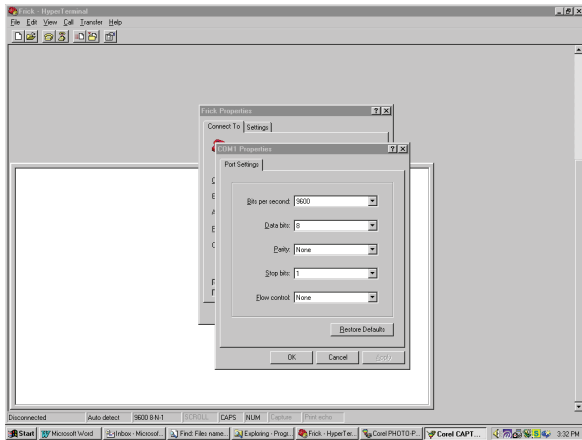 Frick - HyperTerminal
File Edit View Call Transfer Help
Frick Properties
Connect To Settings
COM1 Properties
Port Settings
Bits per second: 9600
Data bits: 8
Parity: None
Stop bits: 1
Flow control: None
Restore Defaults
OK Cancel Apply
Disconnected Auto detect 9600 8-N-1 SCROLL CAPS NUM Capture Print echo
Start Microsoft Word Inbox - Microsof... Find: Files name... Exploring - Progr... Frick - HyperTer... Corel PHOTO-P... Corel CAPT... 3:32 PM